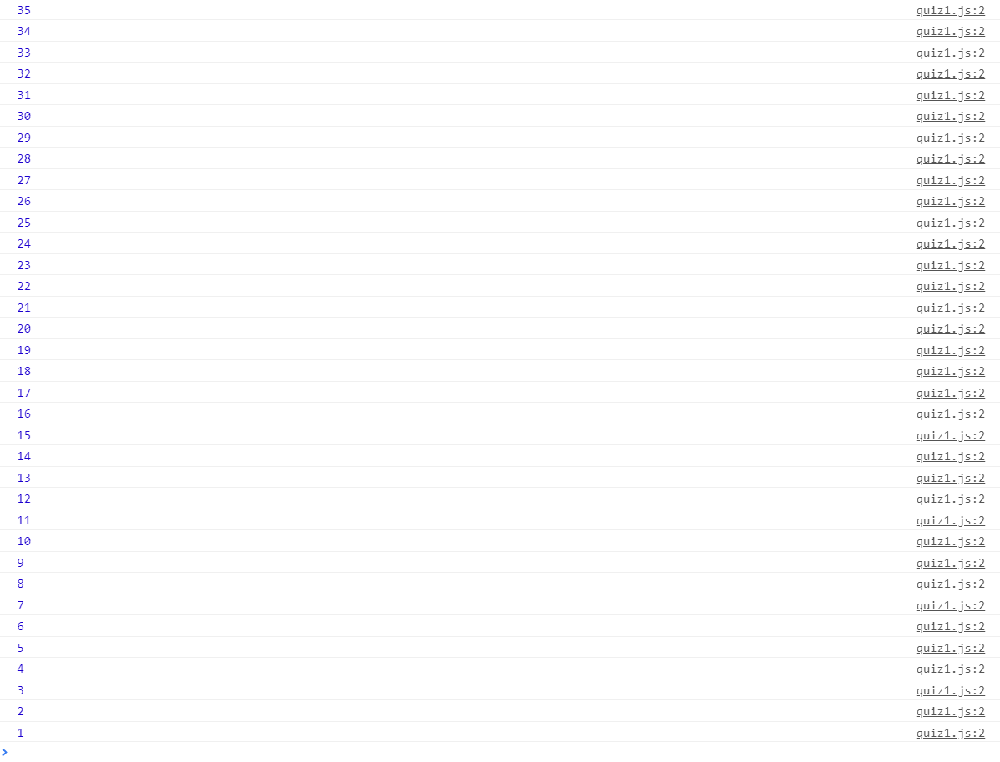 35 quiz1.js:2
34 quiz1.js:2
33 quiz1.js:2
32 quiz1.js:2
31 quiz1.js:2
30 quiz1.js:2
29 quiz1.js:2
28 quiz1.js:2
27 quiz1.js:2
26 quiz1.js:2
25 quiz1.js:2
24 quiz1.js:2
23 quiz1.js:2
22 quiz1.js:2
21 quiz1.js:2
20 quiz1.js:2
19 quiz1.js:2
18 quiz1.js:2
17 quiz1.js:2
16 quiz1.js:2
15 quiz1.js:2
14 quiz1.js:2
13 quiz1.js:2
12 quiz1.js:2
11 quiz1.js:2
10 quiz1.js:2
9 quiz1.js:2
8 quiz1.js:2
7 quiz1.js:2
6 quiz1.js:2
5 quiz1.js:2
4 quiz1.js:2
3 quiz1.js:2
2 quiz1.js:2
1 quiz1.js:2
>